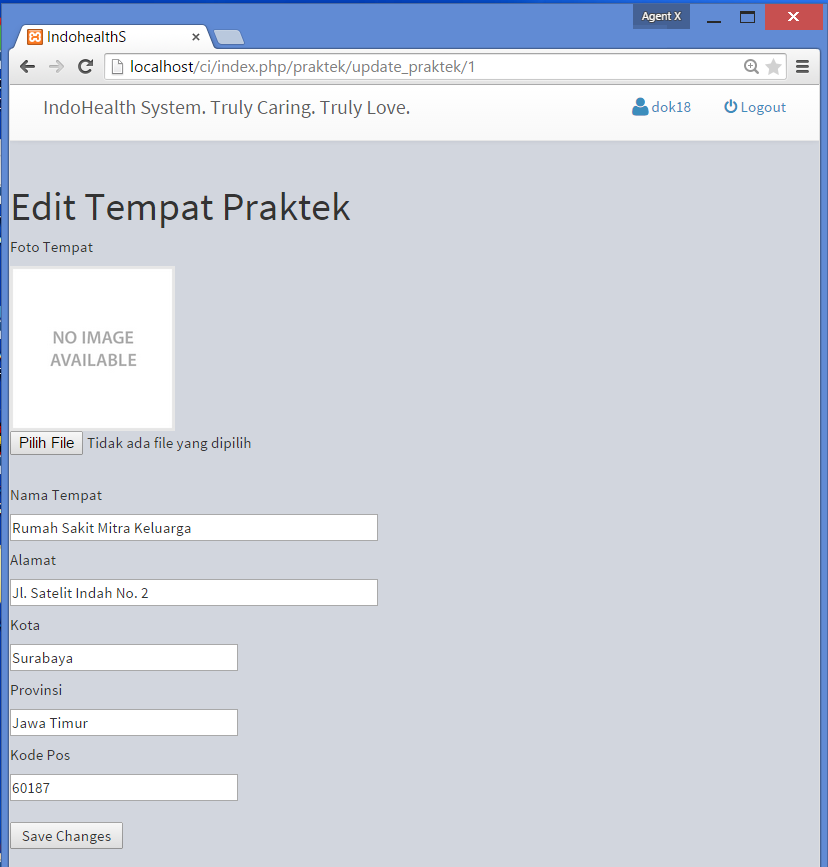 Agent X
IndohealthS
localhost/ci/index.php/praktek/update_praktek/1
IndoHealth System. Truly Caring. Truly Love.
dok18
Logout
Edit Tempat Praktek
Foto Tempat
NO IMAGE
AVAILABLE
Pilih File Tidak ada file yang dipilih
Nama Tempat
Rumah Sakit Mitra Keluarga
Alamat
Jl. Satelit Indah No. 2
Kota
Surabaya
Provinsi
Jawa Timur
Kode Pos
60187
Save Changes